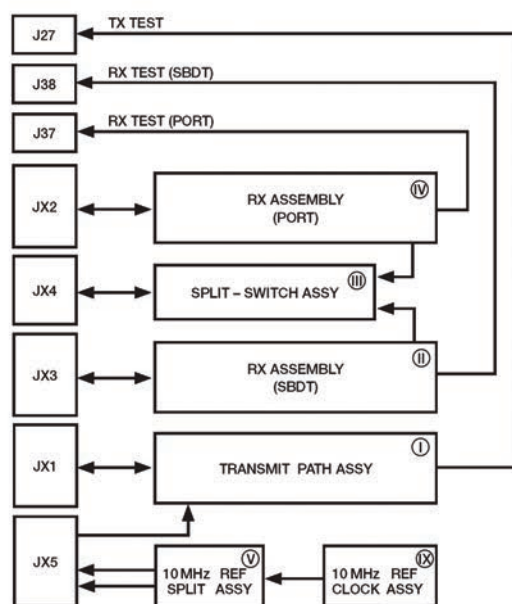 J27
TX TEST
J38
RX TEST (SBDT)
J37
RX TEST (PORT)
JX2
RX ASSEMBLY
(PORT)
IV
JX4
SPLIT – SWITCH ASSY
III
JX3
RX ASSEMBLY
(SBDT)
II
JX1
TRANSMIT PATH ASSY
I
JX5
10 MHz REF
SPLIT ASSY
V
10 MHz REF
CLOCK ASSY
IX